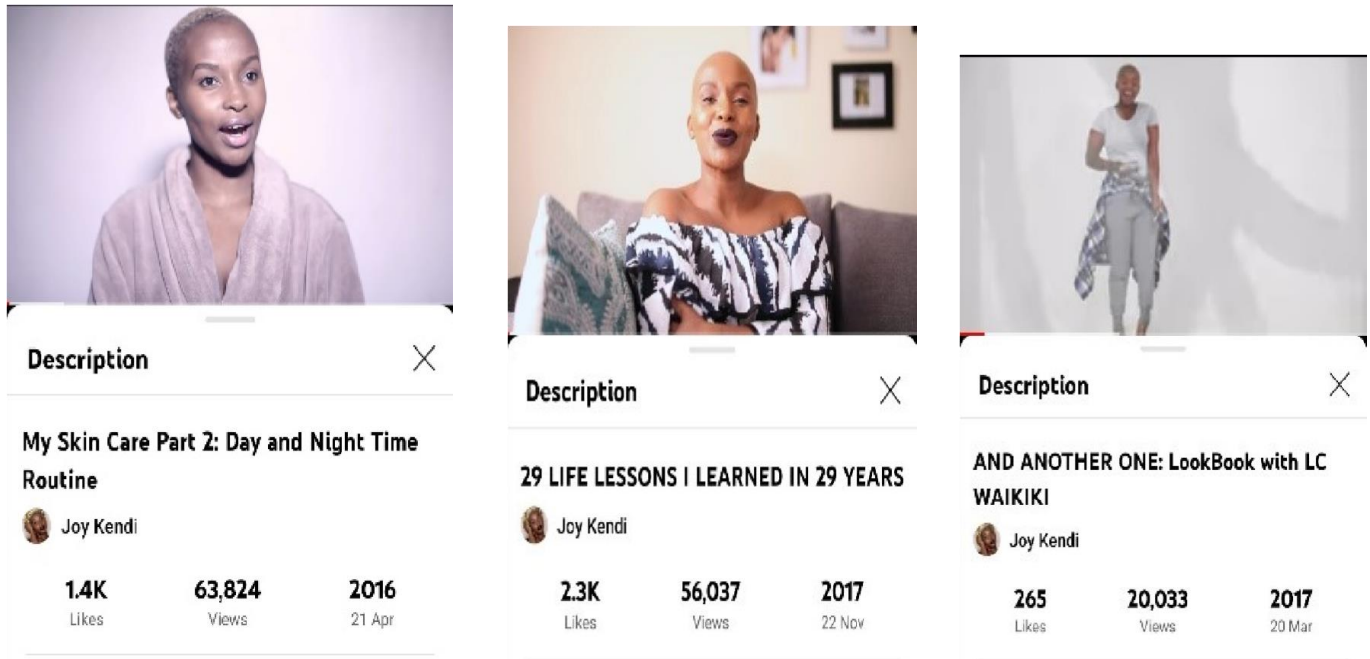 Description
My Skin Care Part 2: Day and Night Time
Routine
Joy Kendi
1.4K 63,824 2016
Likes Views 21 Apr
Description
29 LIFE LESSONS I LEARNED IN 29 YEARS
Joy Kendi
2.3K 56,037 2017
Likes Views 22 Nov
Description
AND ANOTHER ONE: LookBook with LC
WAIKIKI
Joy Kendi
265 20,033 2017
Likes Views 20 Mar